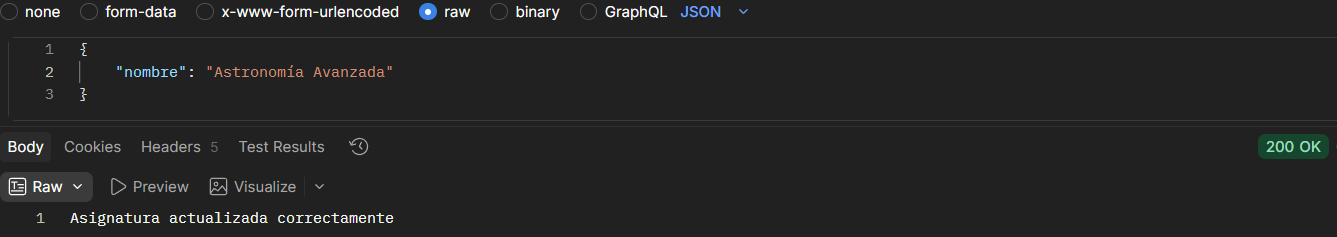 none form-data x-www-form-urlencoded raw binary GraphQL JSON
1 {
2 "nombre": "Astronomía Avanzada"
3 }
Body Cookies Headers 5 Test Results 200 OK
Raw Preview Visualize
1 Asignatura actualizada correctamente